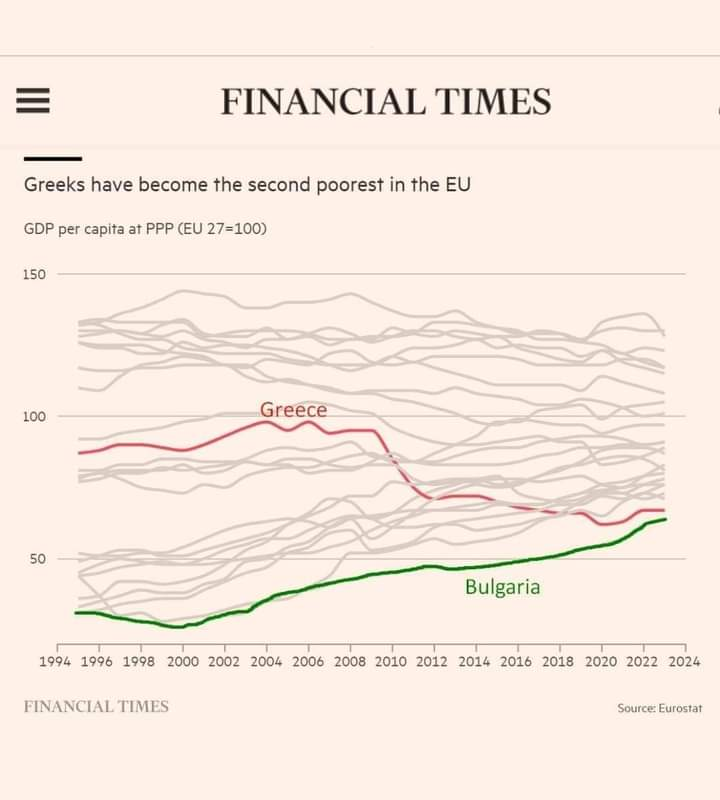 FINANCIAL TIMES
Greeks have become the second poorest in the EU
GDP per capita at PPP (EU 27=100)
150
100
50
Greece
Bulgaria
1994 1996 1998 2000 2002 2004 2006 2008 2010 2012 2014 2016 2018 2020 2022 2024
FINANCIAL TIMES
Source: Eurostat